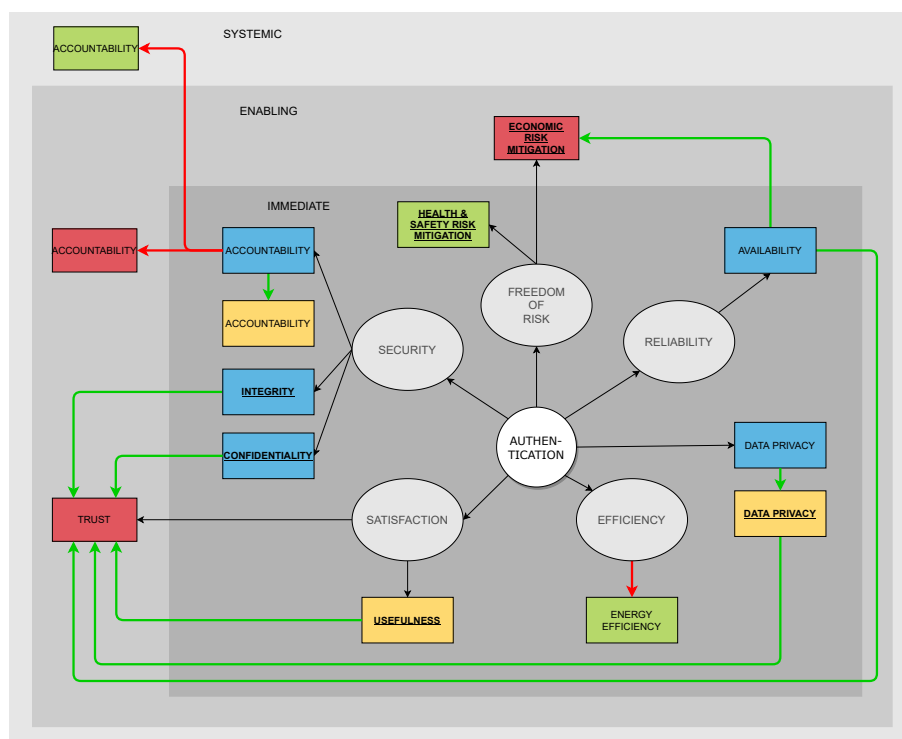 SYSTEMIC
ACCOUNTABILITY
ENABLING
ECONOMIC
RISK
MITIGATION
IMMEDIATE
HEALTH &
SAFETY RISK
MITIGATION
ACCOUNTABILITY
ACCOUNTABILITY
AVAILABILITY
FREEDOM
OF
RISK
ACCOUNTABILITY
SECURITY
RELIABILITY
INTEGRITY
AUTHEN-
TICATION
DATA PRIVACY
CONFIDENTIALITY
TRUST
SATISFACTION
EFFICIENCY
DATA PRIVACY
USEFULNESS
ENERGY
EFFICIENCY